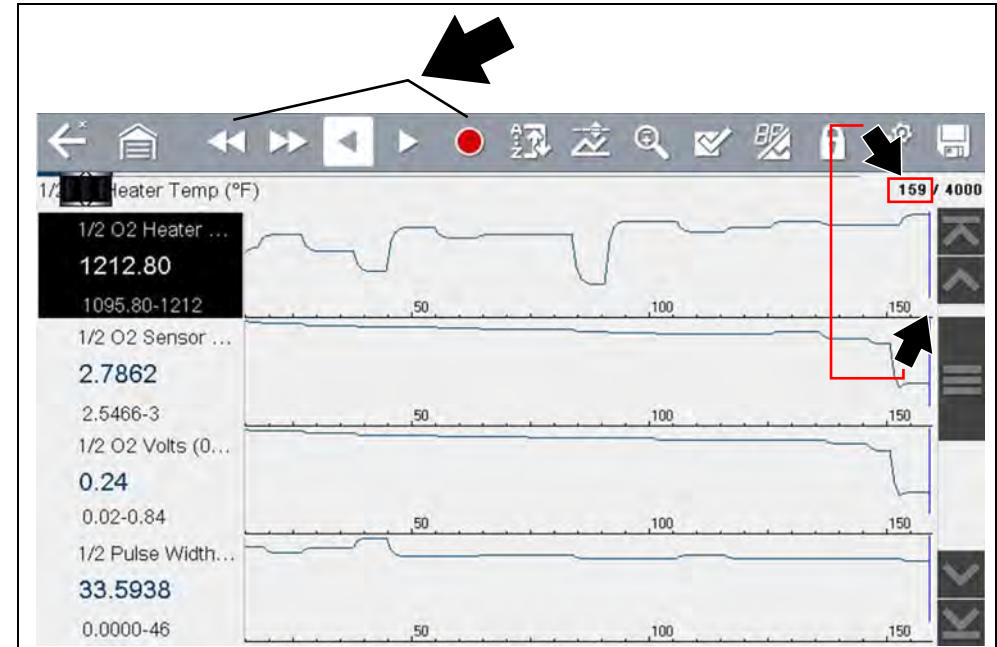 A
Z
1/2 Heater Temp (°F)
159 / 4000
1/2 O2 Heater ...
1212.80
1095.80-1212
50 100 150
1/2 O2 Sensor ...
2.7862
2.5466-3
50 100 150
1/2 O2 Volts (0...
0.24
0.02-0.84
50 100 150
1/2 Pulse Width...
33.5938
0.0000-46
50 100 150